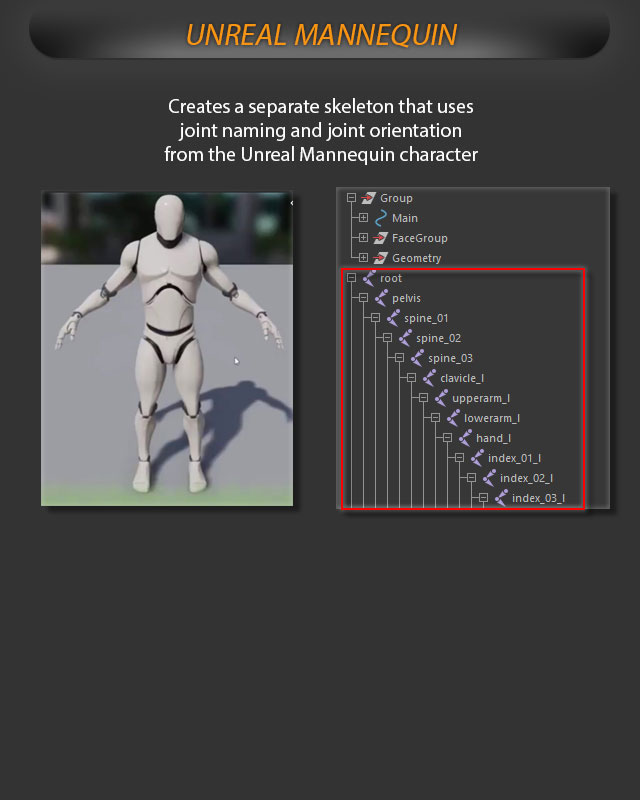 UNREAL MANNEQUIN
Creates a separate skeleton that uses
joint naming and joint orientation
from the Unreal Mannequin character
Group
Main
FaceGroup
Geometry
root
pelvis
spine_01
spine_02
spine_03
clavicle_l
upperarm_l
lowerarm_l
hand_l
index_01_l
index_02_l
index_03_l